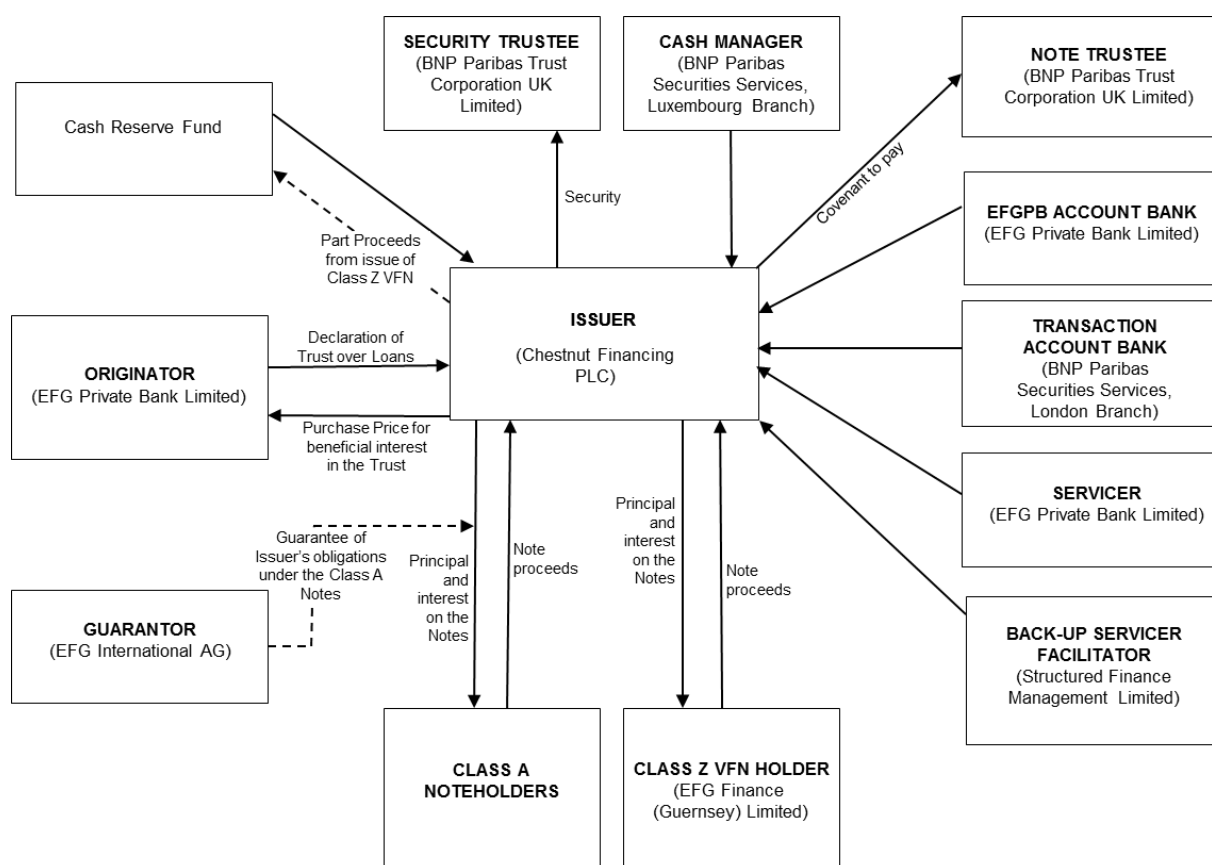 SECURITY TRUSTEE
(BNP Paribas Trust
Corporation UK
Limited)
CASH MANAGER
(BNP Paribas
Securities Services,
Luxembourg Branch)
NOTE TRUSTEE
(BNP Paribas Trust
Corporation UK Limited)
Cash Reserve Fund
Security
Covenant to pay
EFGPB ACCOUNT BANK
(EFG Private Bank Limited)
Part Proceeds
from issue of
Class Z VFN
ISSUER
(Chestnut Financing
PLC)
TRANSACTION
ACCOUNT BANK
(BNP Paribas
Securities Services,
London Branch)
ORIGINATOR
(EFG Private Bank Limited)
Declaration of
Trust over Loans
Purchase Price for
beneficial interest
in the Trust
SERVICER
(EFG Private Bank Limited)
Guarantee of
Issuer's obligations
under the Class A
Notes
Principal
and
interest
on the
Notes
Note
proceeds
Principal
and
interest
on the
Notes
Note
proceeds
GUARANTOR
(EFG International AG)
BACK-UP SERVICER
FACILITATOR
(Structured Finance
Management Limited)
CLASS A
NOTEHOLDERS
CLASS Z VFN HOLDER
(EFG Finance
(Guernsey) Limited)